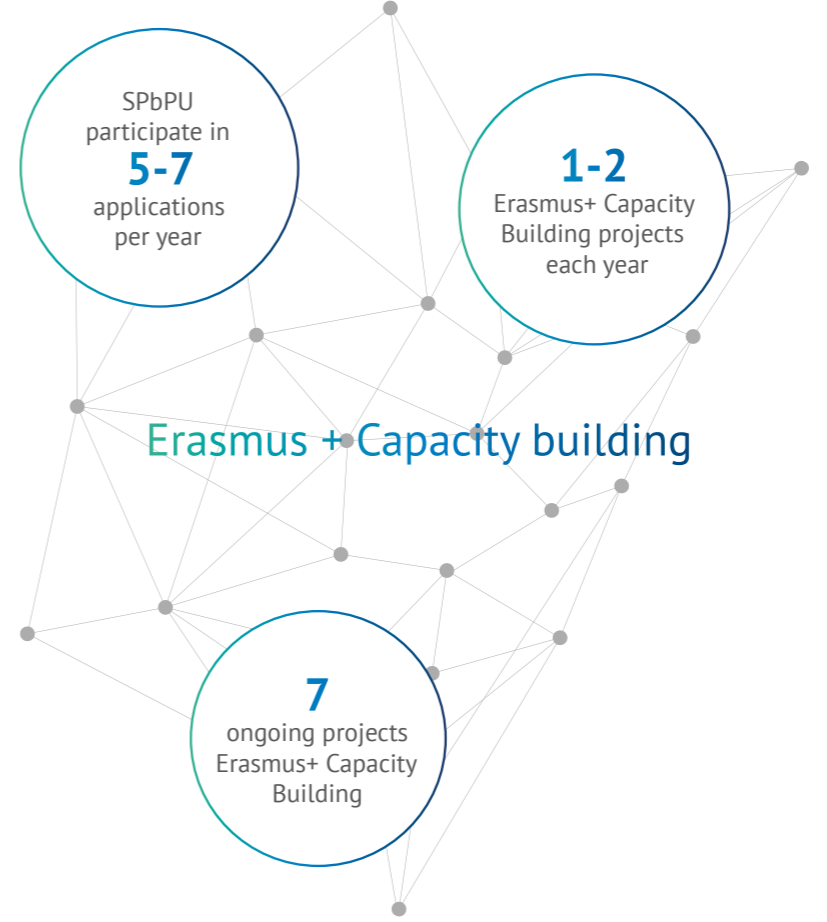 SPbPU
participate in
5-7
applications
per year
1-2
Erasmus+ Capacity
Building projects
each year
Erasmus + Capacity building
7
ongoing projects
Erasmus+ Capacity
Building